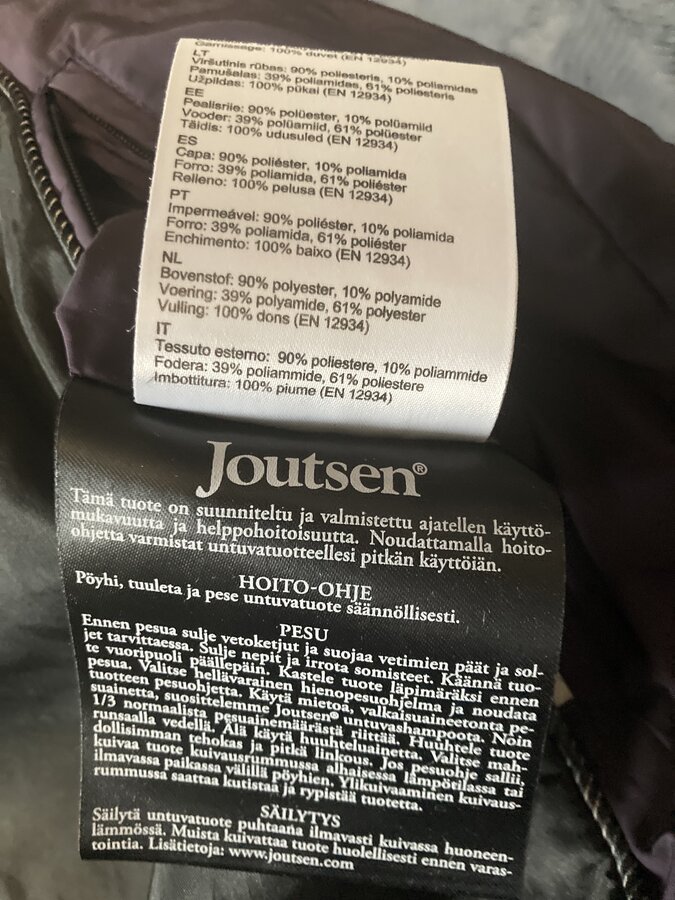 Garnissage: 100% duvet (EN 12934)
LT
Viršutinis rūbas: 90% poliesteris, 10% poliamidas
Pamušalas: 39% poliamidas, 61% poliesteris
Užpildas: 100% pūkai (EN 12934)
EE
Pealisriie: 90% polüester, 10% polüamiid
Vooder: 39% polüamiid, 61% polüester
Täidis: 100% udusuled (EN 12934)
ES
Capa: 90% poliéster, 10% poliamida
Forro: 39% poliamida, 61% poliéster
Relleno: 100% pelusa (EN 12934)
PT
Impermeável: 90% poliéster, 10% poliamida
Forro: 39% poliamida, 61% poliéster
Enchimento: 100% baixo (EN 12934)
NL
Bovenstof: 90% polyester, 10% polyamide
Voering: 39% polyamide, 61% polyester
Vulling: 100% dons (EN 12934)
IT
Tessuto esterno: 90% poliestere, 10% poliammide
Fodera: 39% poliammide, 61% poliestere
Imbottitura: 100% piume (EN 12934)
Joutsen®
Tämä tuote on suunniteltu ja valmistettu ajatellen käyttö-
mukavuutta ja helppohoitoisuutta. Noudattamalla hoito-
ohjetta varmistat untuvatuotteellesi pitkän käyttöiän.
HOITO-OHJE
Pöyhi, tuuleta ja pese untuvatuote säännöllisesti.
PESU
Ennen pesua sulje vetoketjut ja suojaa vetimien päät ja sol-
jet tarvittaessa. Sulje nepit ja irrota somisteet. Käännä tuo-
te vuoripuoli päällepäin. Kastele tuote läpimäräksi ennen
pesua. Valitse hellävarainen hienopesuohjelma ja noudata
tuotteen pesuohjetta. Käytä mietoa, valkaisuaineetonta pe-
suainetta, suosittelemme Joutsen® untuvashampoota. Noin
1/3 normaalista pesuainemäärästä riittää. Huuhtele tuote
runsaalla vedellä. Älä käytä huuhteluainetta. Valitse mah-
dollisimman tehokas ja pitkä linkous. Jos pesuohje sallii,
kuivaa tuote kuivausrummussa alhaisessa lämpötilassa tai
ilmavassa paikassa välillä pöyhien. Ylikuivaaminen kuivaus-
rummussa saattaa kutistaa ja rypistää tuotetta.
SÄILYTYS
Säilytä untuvatuote puhtaana ilmavasti kuivassa huoneen-
lämmössä. Muista kuivattaa tuote huolellisesti ennen varas-
tointia. Lisätietoja: www.joutsen.com